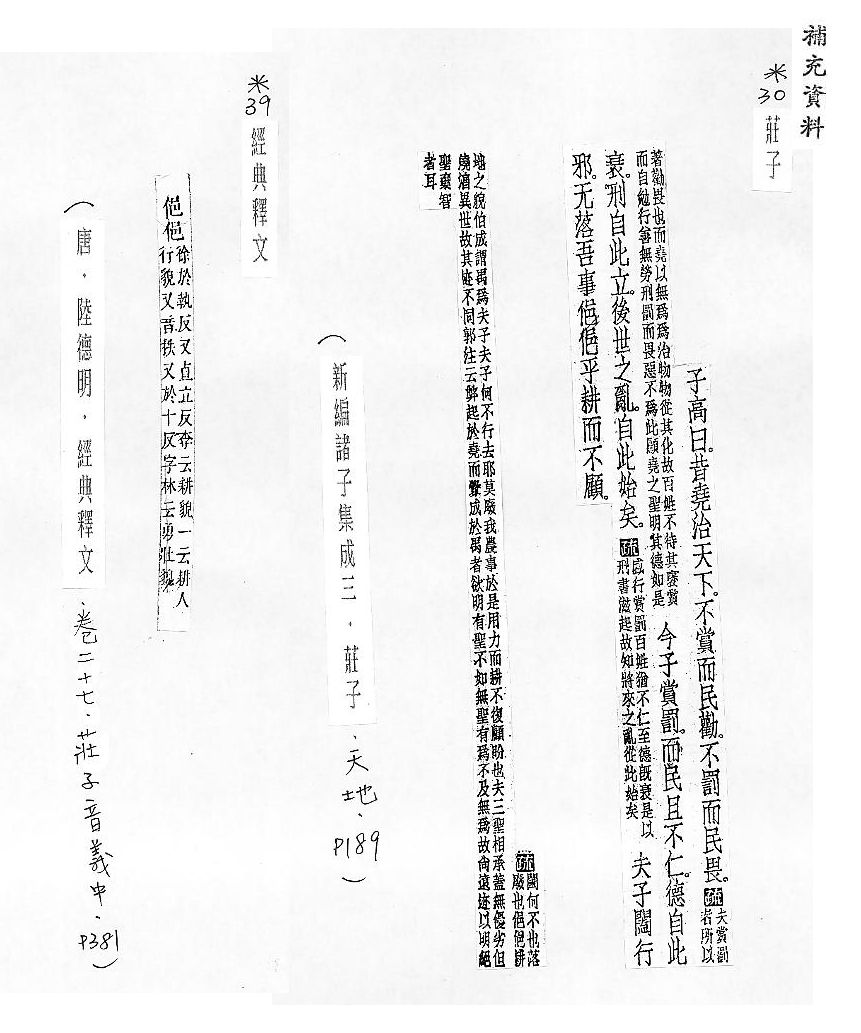 補充資料
※30 莊子
子高曰。昔堯治天下。不賞而民勸。不罰而民畏。疏夫賞罰
者所以
著勸畏也而堯以無爲爲治物物從其化故百姓不待其褒賞
而自勉行善無勞刑罰而畏惡不爲此顯堯之聖明其德如是
今子賞罰。而民且不仁。德自此
衰。刑自此立。後世之亂。自此始矣。疏盛行賞罰百姓猶不仁至德旣衰是以
刑書滋起故知將來之亂從此始矣
夫子闔行
邪。无落吾事俋俋乎耕而不顧。
疏闔何不也落
廢也俋俋耕
地之貌伯成謂禹爲夫子夫子何不行去耶莫廢我農事於是用力而耕不復顧盼也夫三聖相承蓋無優劣但
澆淳異世故其迹不同郭注云弊起於堯而釁成於禹者欲明有聖不如無聖有爲不及無爲故尚遠迹以明絕
聖棄智
者耳
（新編諸子集成三．莊子、天地、P189）
※39 經典釋文
俋俋徐於執反又直立反李云耕貌一云耕人
行貌又音秩又於十反字林云勇壯貌
（唐．陸德明．經典釋文、卷二十七、莊子音義中、P381）